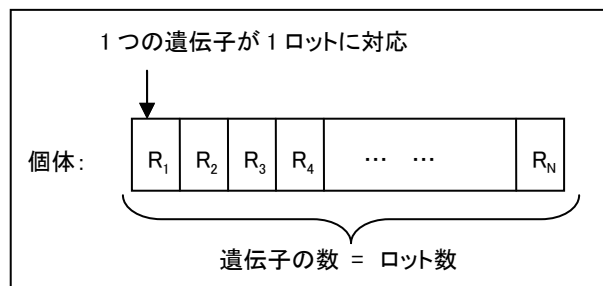 1 つの遺伝子が 1 ロットに対応
個体： R1 R2 R3 R4 … … RN
遺伝子の数 = ロット数